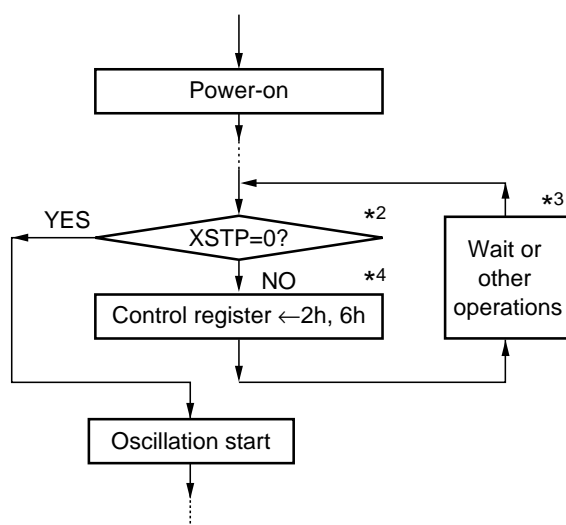 Power-on
YES
*2
XSTP=0?
*3
Wait or
other
operations
NO
*4
Control register ←2h, 6h
Oscillation start